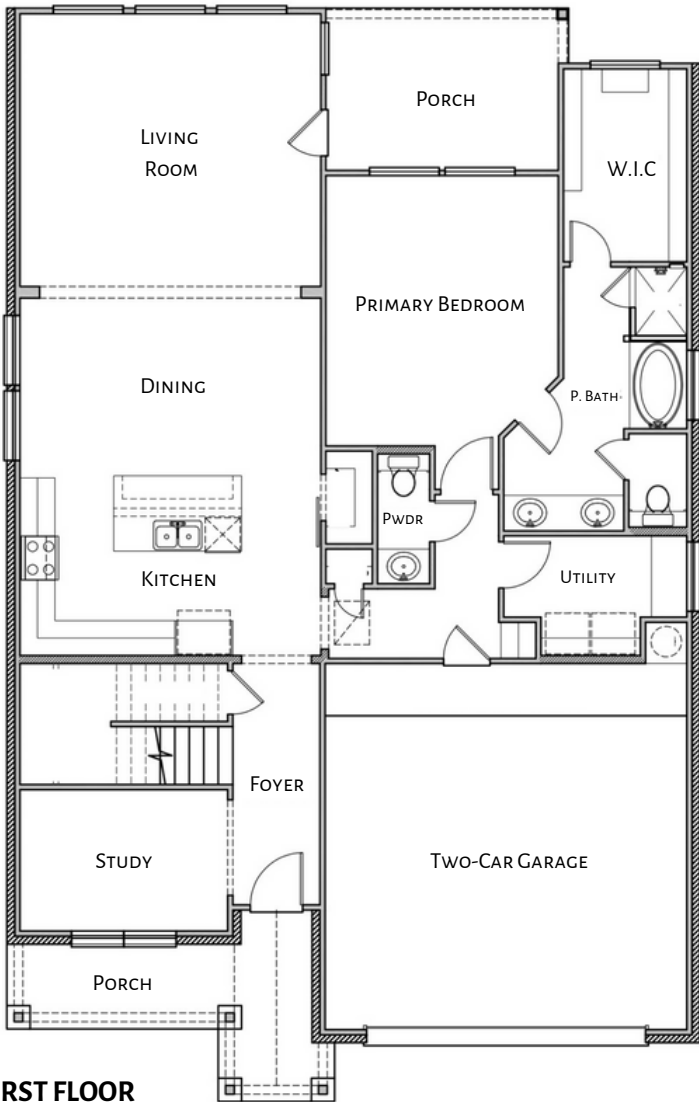 PORCH
LIVING
ROOM
W.I.C
PRIMARY BEDROOM
DINING
P. BATH
PWDR
KITCHEN
UTILITY
FOYER
STUDY
TWO-CAR GARAGE
PORCH
RST FLOOR